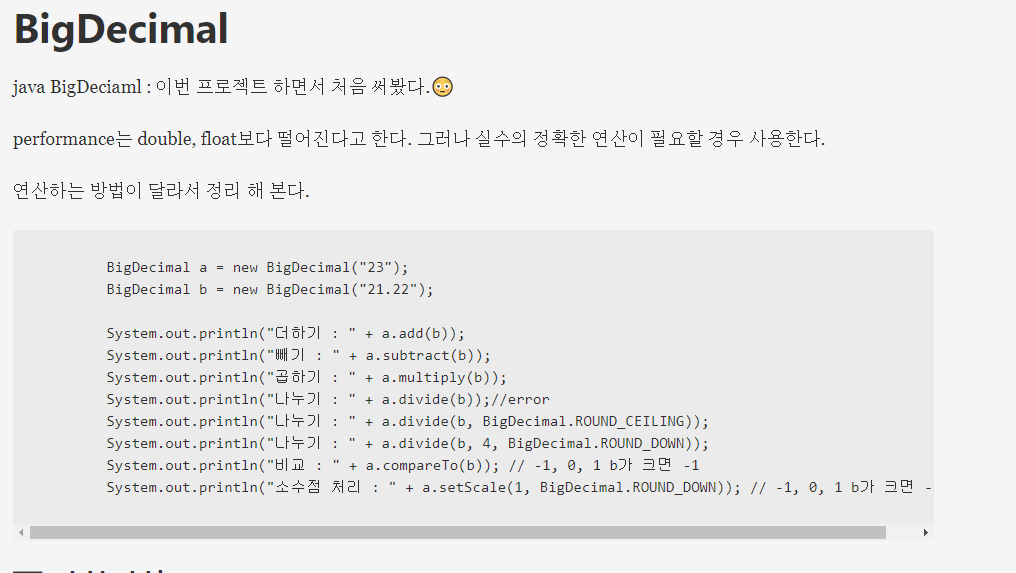 BigDecimal
java BigDeciaml : 이번 프로젝트 하면서 처음 써봤다.😳
performance는 double, float보다 떨어진다고 한다. 그러나 실수의 정확한 연산이 필요할 경우 사용한다.
연산하는 방법이 달라서 정리 해 본다.
BigDecimal a = new BigDecimal("23");
BigDecimal b = new BigDecimal("21.22");
System.out.println("더하기 : " + a.add(b));
System.out.println("빼기 : " + a.subtract(b));
System.out.println("곱하기 : " + a.multiply(b));
System.out.println("나누기 : " + a.divide(b));//error
System.out.println("나누기 : " + a.divide(b, BigDecimal.ROUND_CEILING));
System.out.println("나누기 : " + a.divide(b, 4, BigDecimal.ROUND_DOWN));
System.out.println("비교 : " + a.compareTo(b)); // -1, 0, 1 b가 크면 -1
System.out.println("소수점 처리 : " + a.setScale(1, BigDecimal.ROUND_DOWN)); // -1, 0, 1 b가 크면 -